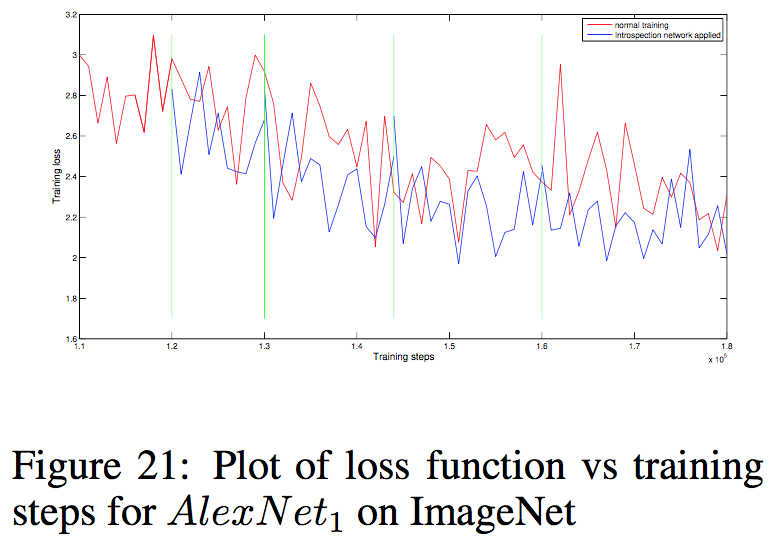 3.2
normal training
Introspection network applied
3
2.8
2.6
2.4
2.2
2
1.8
1.6
Training loss
1.1 1.2 1.3 1.4 1.5 1.6 1.7 1.8
Training steps
x 10⁵
Figure 21: Plot of loss function vs training
steps for AlexNet₁ on ImageNet